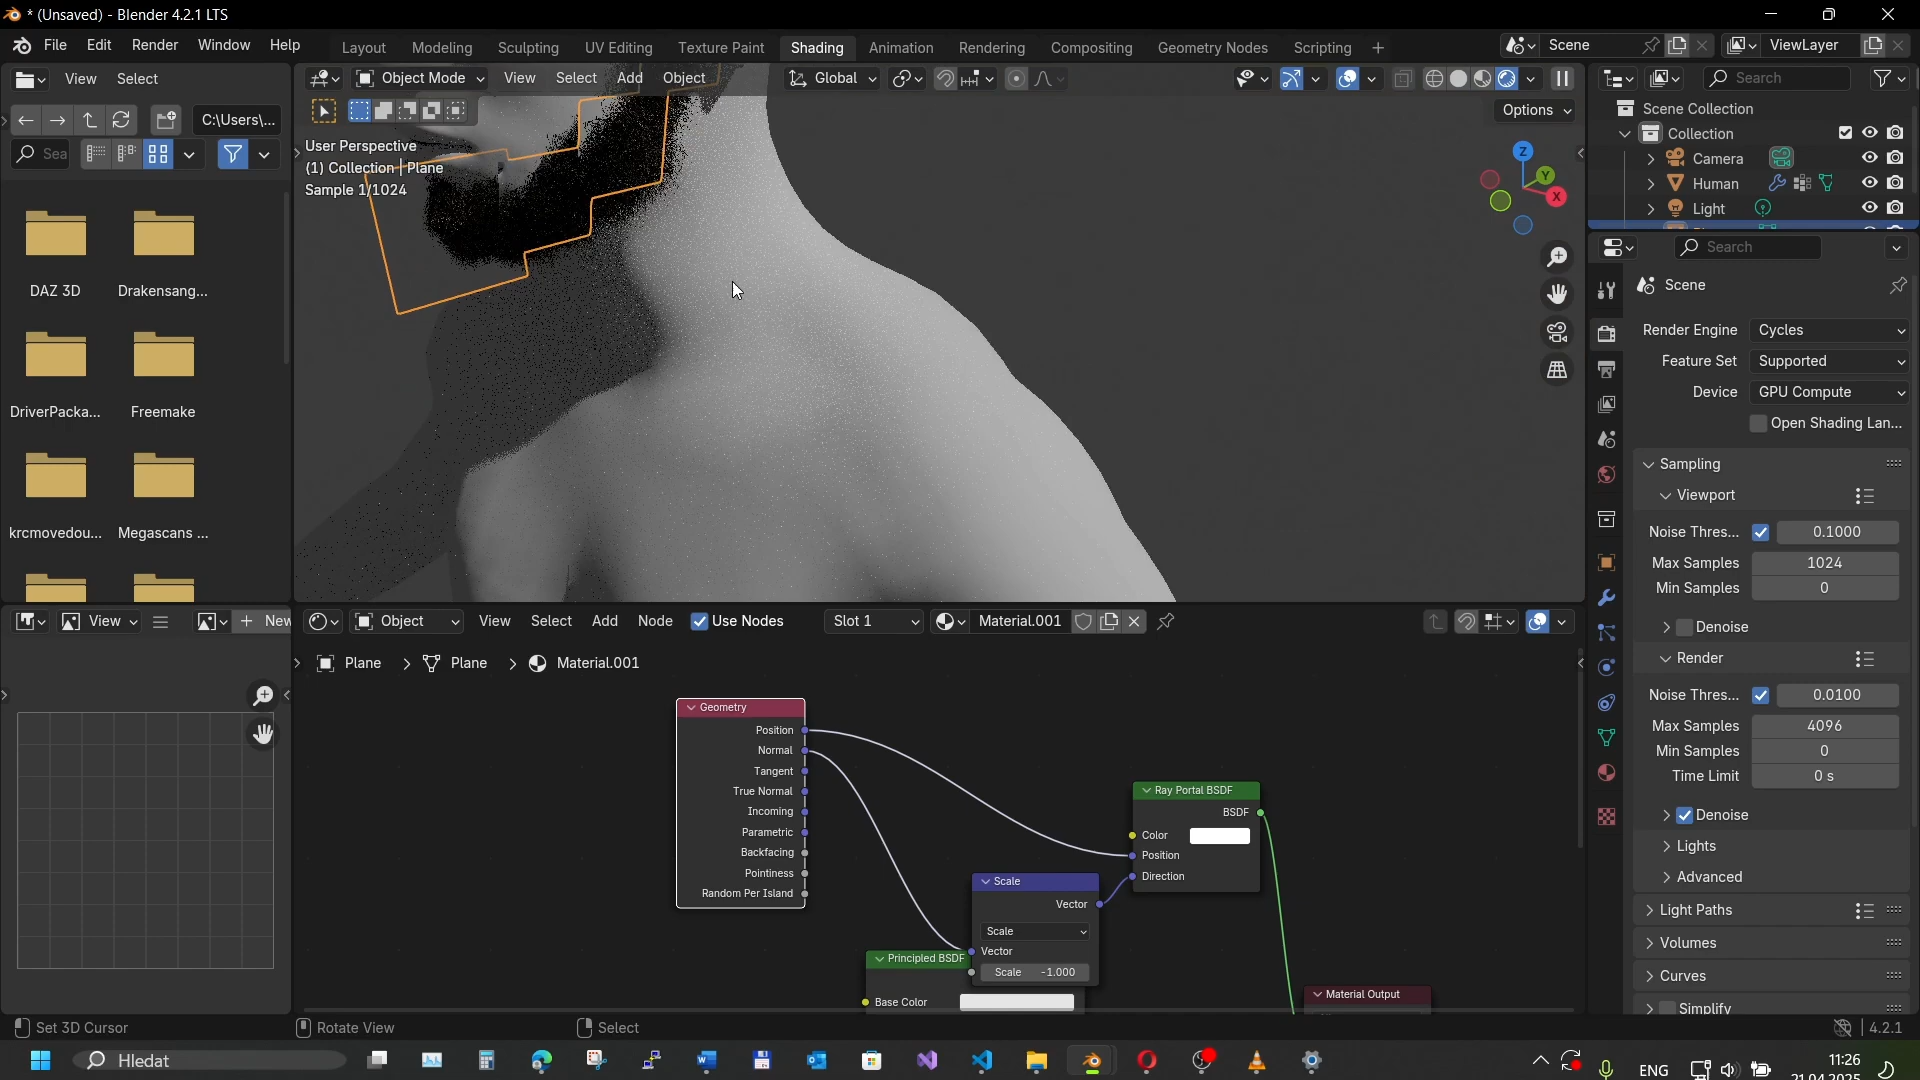 * (Unsaved) - Blender 4.2.1 LTS
File Edit Render Window Help
Layout Modeling Sculpting UV Editing Texture Paint Shading Animation Rendering Compositing Geometry Nodes Scripting +
Scene
ViewLayer
View Select
C:\Users\...
Sea
DAZ 3D
Drakensang...
DriverPacka...
Freemake
krcmovedou...
Megascans ...
Object Mode View Select Add Object
Global
Options
User Perspective
(1) Collection | Plane
Sample 1/1024
Z
Y
X
Search
Scene Collection
Collection
Camera
Human
Light
Search
Scene
Render Engine Cycles
Feature Set Supported
Device GPU Compute
Open Shading Lan...
Sampling
Viewport
Noise Thres... 0.1000
Max Samples 1024
Min Samples 0
Denoise
Render
Noise Thres... 0.0100
Max Samples 4096
Min Samples 0
Time Limit 0 s
Denoise
Lights
Advanced
Light Paths
Volumes
Curves
Simplify
View
New
Object View Select Add Node Use Nodes Slot 1 Material.001
Plane > Plane > Material.001
Geometry
Position
Normal
Tangent
True Normal
Incoming
Parametric
Backfacing
Pointiness
Random Per Island
Ray Portal BSDF
BSDF
Color
Position
Direction
Scale
Vector
Scale
Vector
Scale -1.000
Principled BSDF
Base Color
Material Output
Set 3D Cursor
Rotate View
Select
4.2.1
Hledat
ENG
11:26
21.04.2025